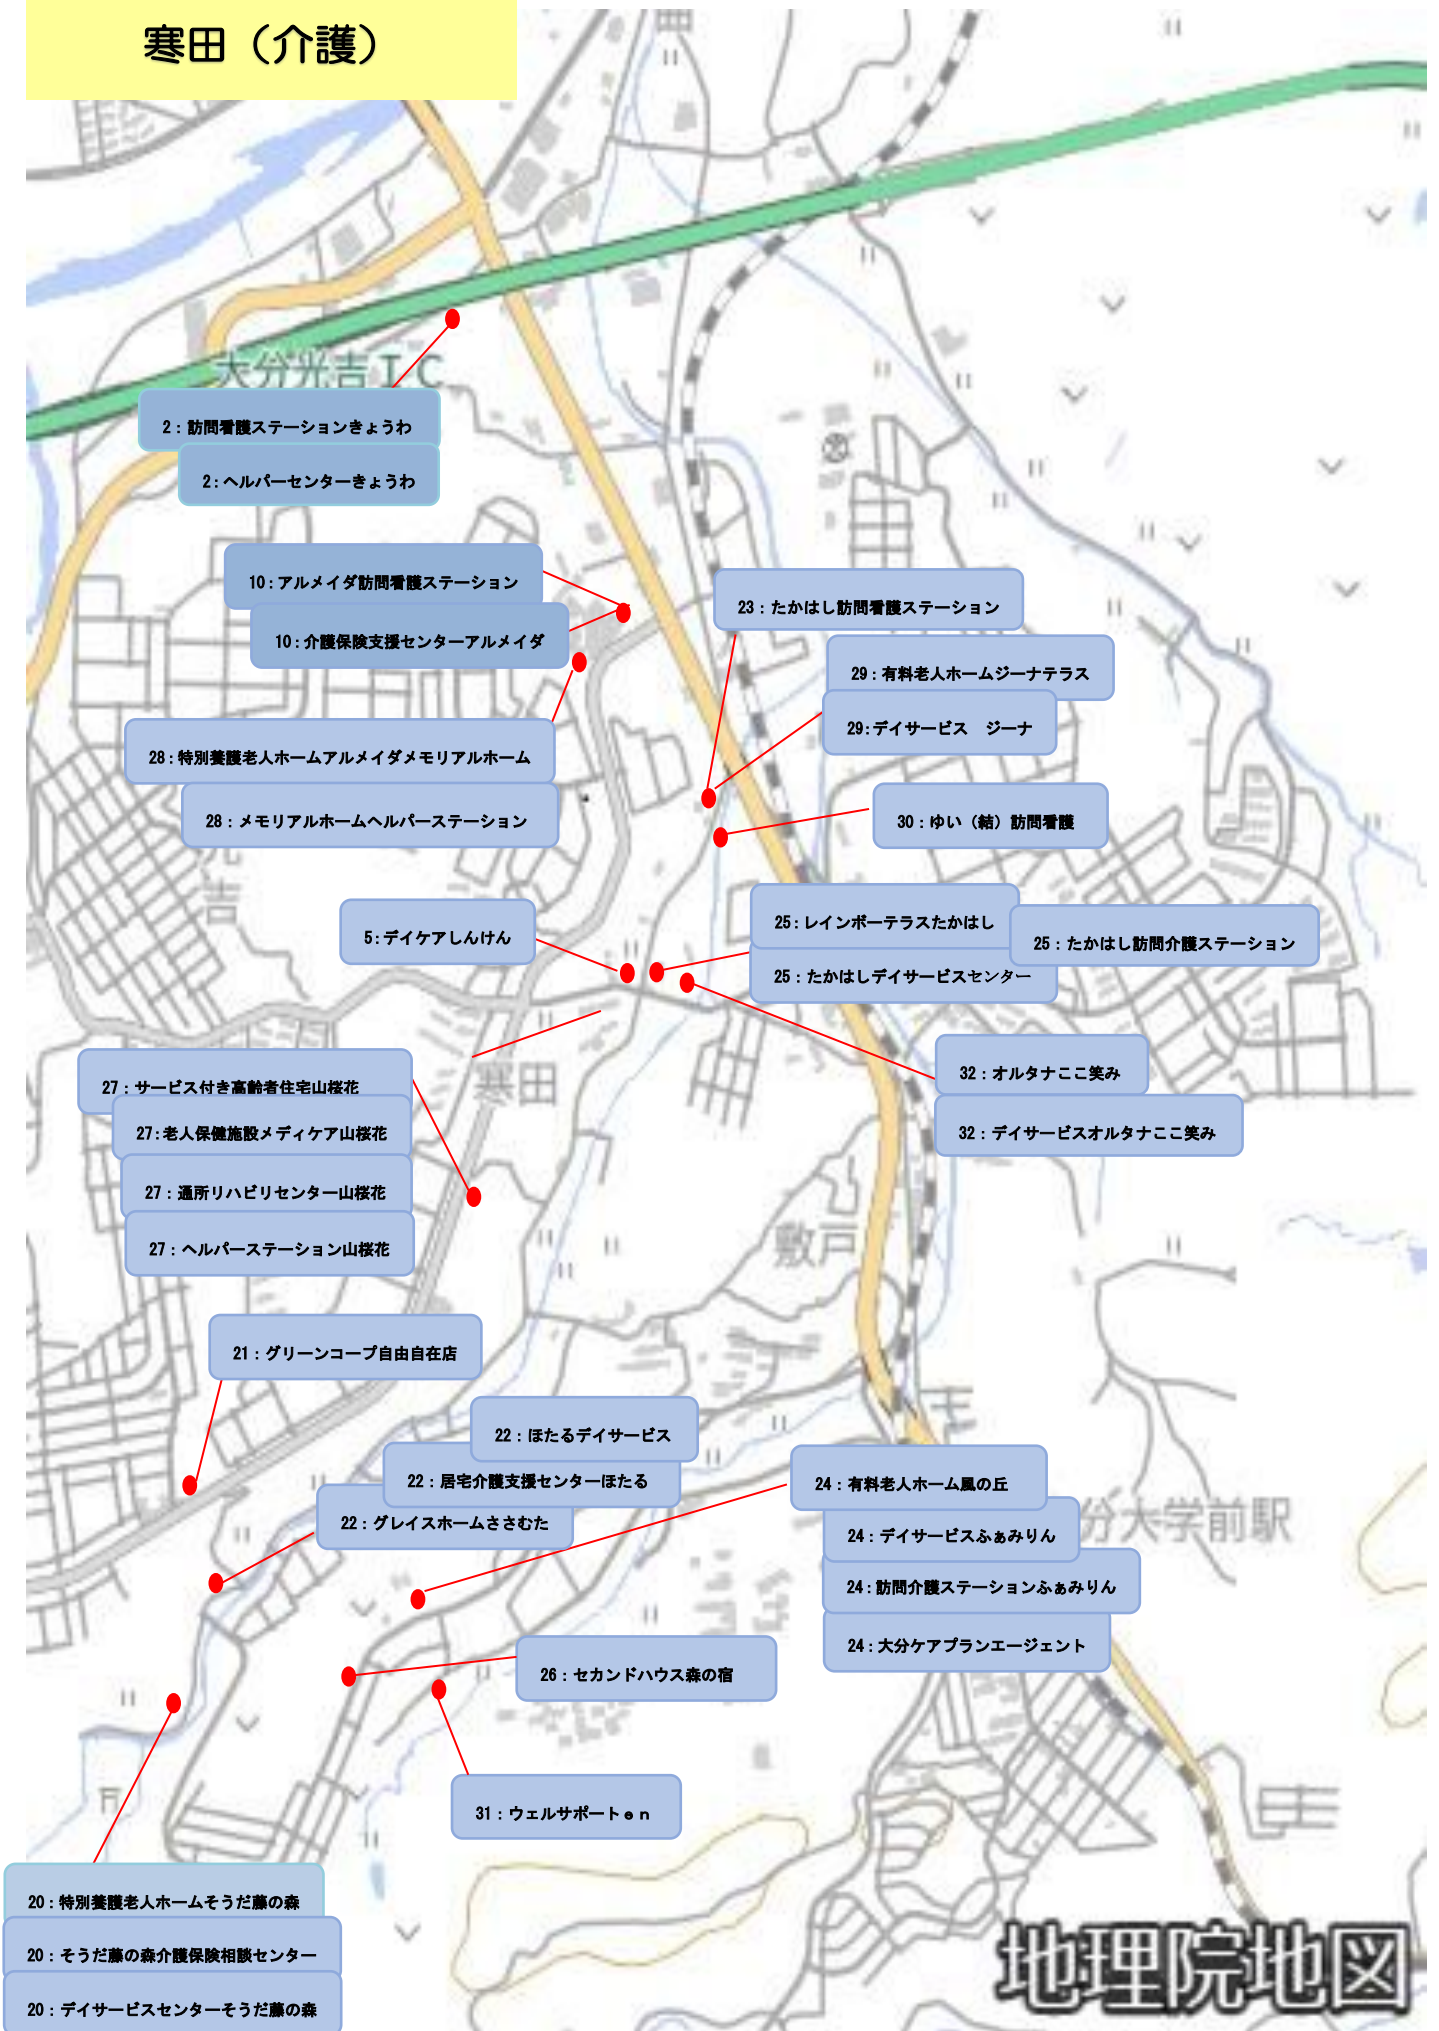 寒田（介護）
大分光吉ＩＣ
2：訪問看護ステーションきょうわ
2：ヘルパーセンターきょうわ
10：アルメイダ訪問看護ステーション
10：介護保険支援センターアルメイダ
23：たかはし訪問看護ステーション
29：有料老人ホームジーナテラス
29：デイサービス　ジーナ
28：特別養護老人ホームアルメイダメモリアルホーム
28：メモリアルホームヘルパーステーション
30：ゆい（結）訪問看護
光吉
5：デイケアしんけん
25：レインボーテラスたかはし
25：たかはし訪問介護ステーション
25：たかはしデイサービスセンター
寒田
27：サービス付き高齢者住宅山桜花
27：老人保健施設メディケア山桜花
27：通所リハビリセンター山桜花
27：ヘルパーステーション山桜花
32：オルタナここ笑み
32：デイサービスオルタナここ笑み
敷戸
21：グリーンコープ自由自在店
22：ほたるデイサービス
22：居宅介護支援センターほたる
22：グレイスホームささむた
24：有料老人ホーム風の丘
24：デイサービスふぁみりん
24：訪問介護ステーションふぁみりん
24：大分ケアプランエージェント
分大学前駅
26：セカンドハウス森の宿
31：ウェルサポートｅｎ
20：特別養護老人ホームそうだ藤の森
20：そうだ藤の森介護保険相談センター
20：デイサービスセンターそうだ藤の森
地理院地図